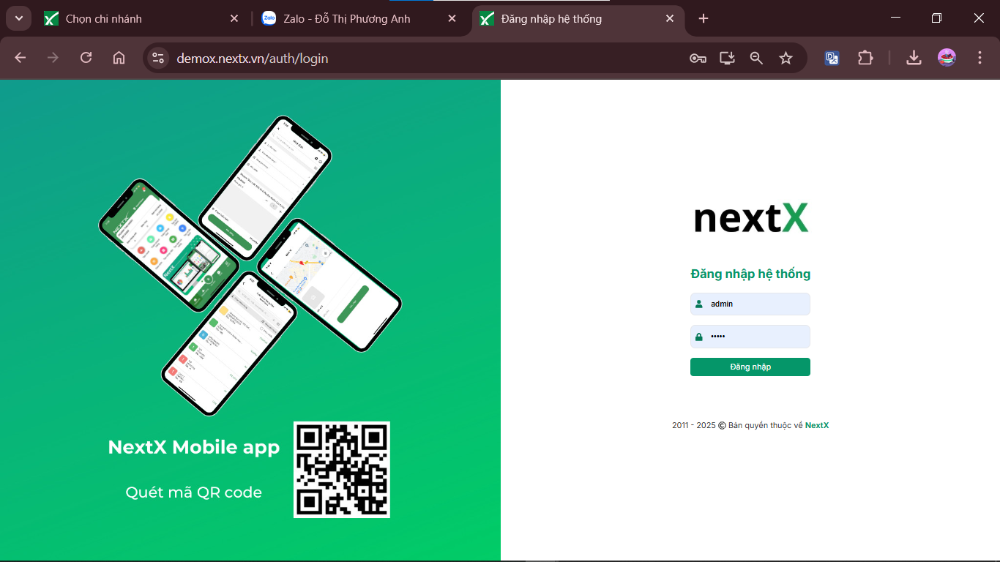 Chọn chi nhánh
Zalo - Đỗ Thị Phương Anh
Đăng nhập hệ thống
demox.nextx.vn/auth/login
nextX
Đăng nhập hệ thống
admin
•••••
Đăng nhập
2011 - 2025 © Bản quyền thuộc về NextX
NextX Mobile app
Quét mã QR code